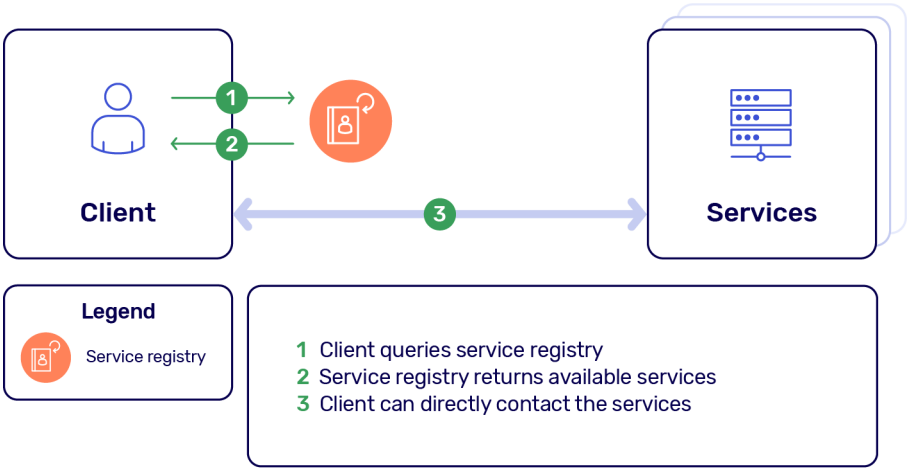 1
2
Client
3
Services
Legend
Service registry
1 Client queries service registry
2 Service registry returns available services
3 Client can directly contact the services